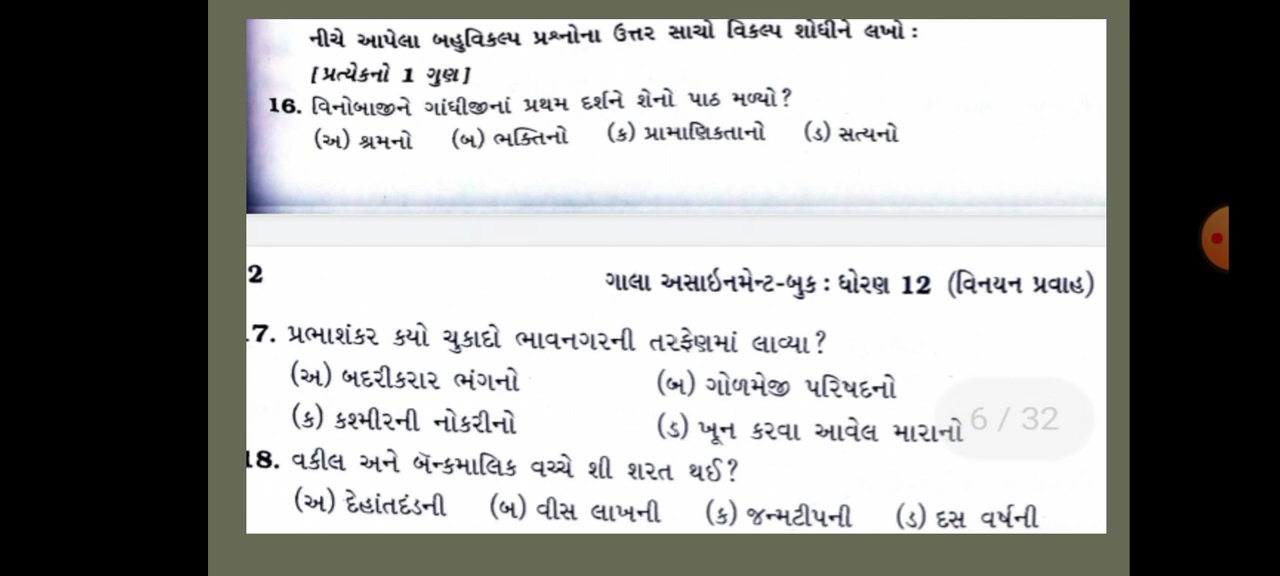 નીચે આપેલા બહુવિકલ્પ પ્રશ્નોના ઉત્તર સાચો વિકલ્પ શોધીને લખો :
[પ્રત્યેકનો 1 ગુણ]
16. વિનોબાજીને ગાંધીજીનાં પ્રથમ દર્શને શેનો પાઠ મળ્યો?
(અ) શ્રમનો (બ) ભક્તિનો (ક) પ્રામાણિકતાનો (ડ) સત્યનો
2 ગાલા અસાઇનમેન્ટ-બુક : ધોરણ 12 (વિનયન પ્રવાહ)
7. પ્રભાશંકર કયો ચુકાદો ભાવનગરની તરફેણમાં લાવ્યા?
(અ) બદરીકરાર ભંગનો (બ) ગોળમેજી પરિષદનો
(ક) કશ્મીરની નોકરીનો (ડ) ખૂન કરવા આવેલ મારાનો
6 / 32
18. વકીલ અને બૅન્કમાલિક વચ્ચે શી શરત થઈ?
(અ) દેહાંતદંડની (બ) વીસ લાખની (ક) જન્મટીપની (ડ) દસ વર્ષની